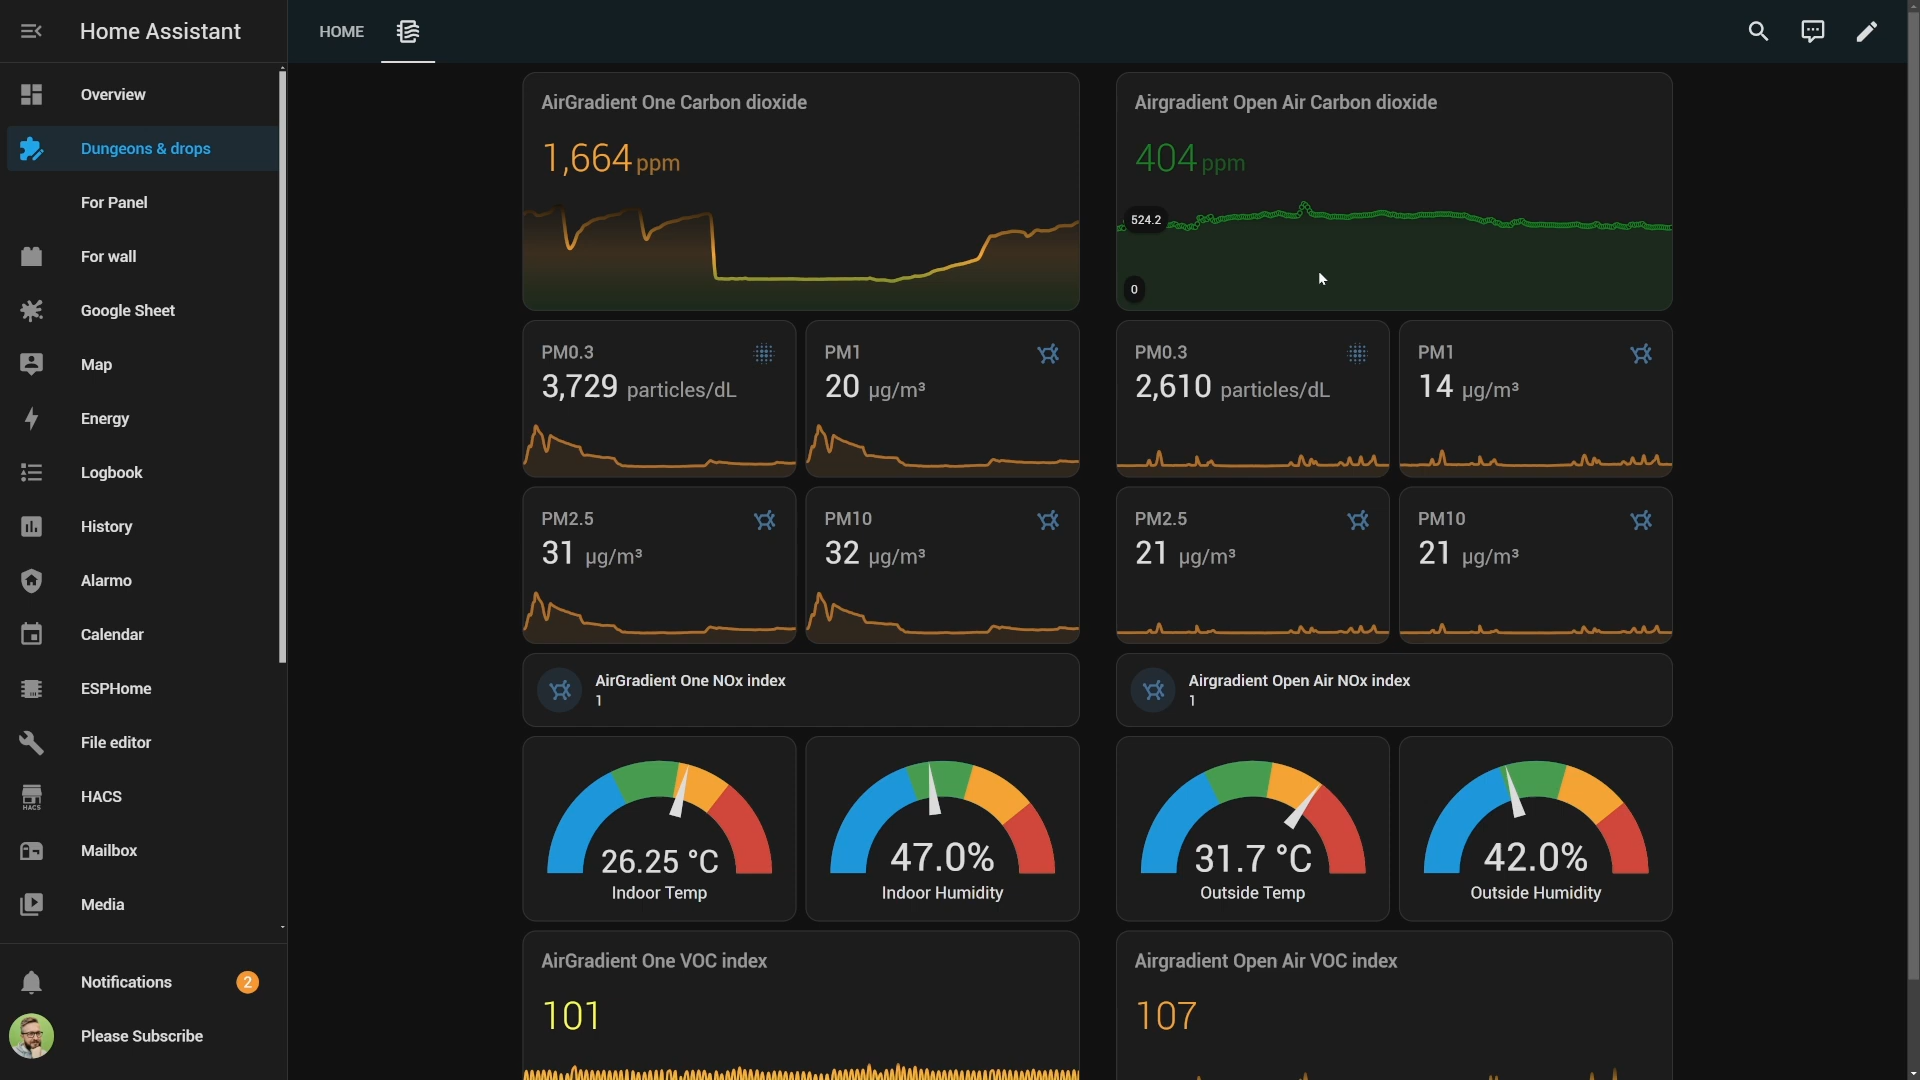 Home Assistant
Overview
Dungeons & drops
For Panel
For wall
Google Sheet
Map
Energy
Logbook
History
Alarmo
Calendar
ESPHome
File editor
HACS
HACS
Mailbox
Media
Notifications 2
Please Subscribe
HOME
AirGradient One Carbon dioxide
1,664 ppm
PM0.3
3,729 particles/dL
PM1
20 µg/m³
PM2.5
31 µg/m³
PM10
32 µg/m³
AirGradient One NOx index
1
26.25 °C
Indoor Temp
47.0%
Indoor Humidity
AirGradient One VOC index
101
Airgradient Open Air Carbon dioxide
404 ppm
524.2
0
PM0.3
2,610 particles/dL
PM1
14 µg/m³
PM2.5
21 µg/m³
PM10
21 µg/m³
Airgradient Open Air NOx index
1
31.7 °C
Outside Temp
42.0%
Outside Humidity
Airgradient Open Air VOC index
107